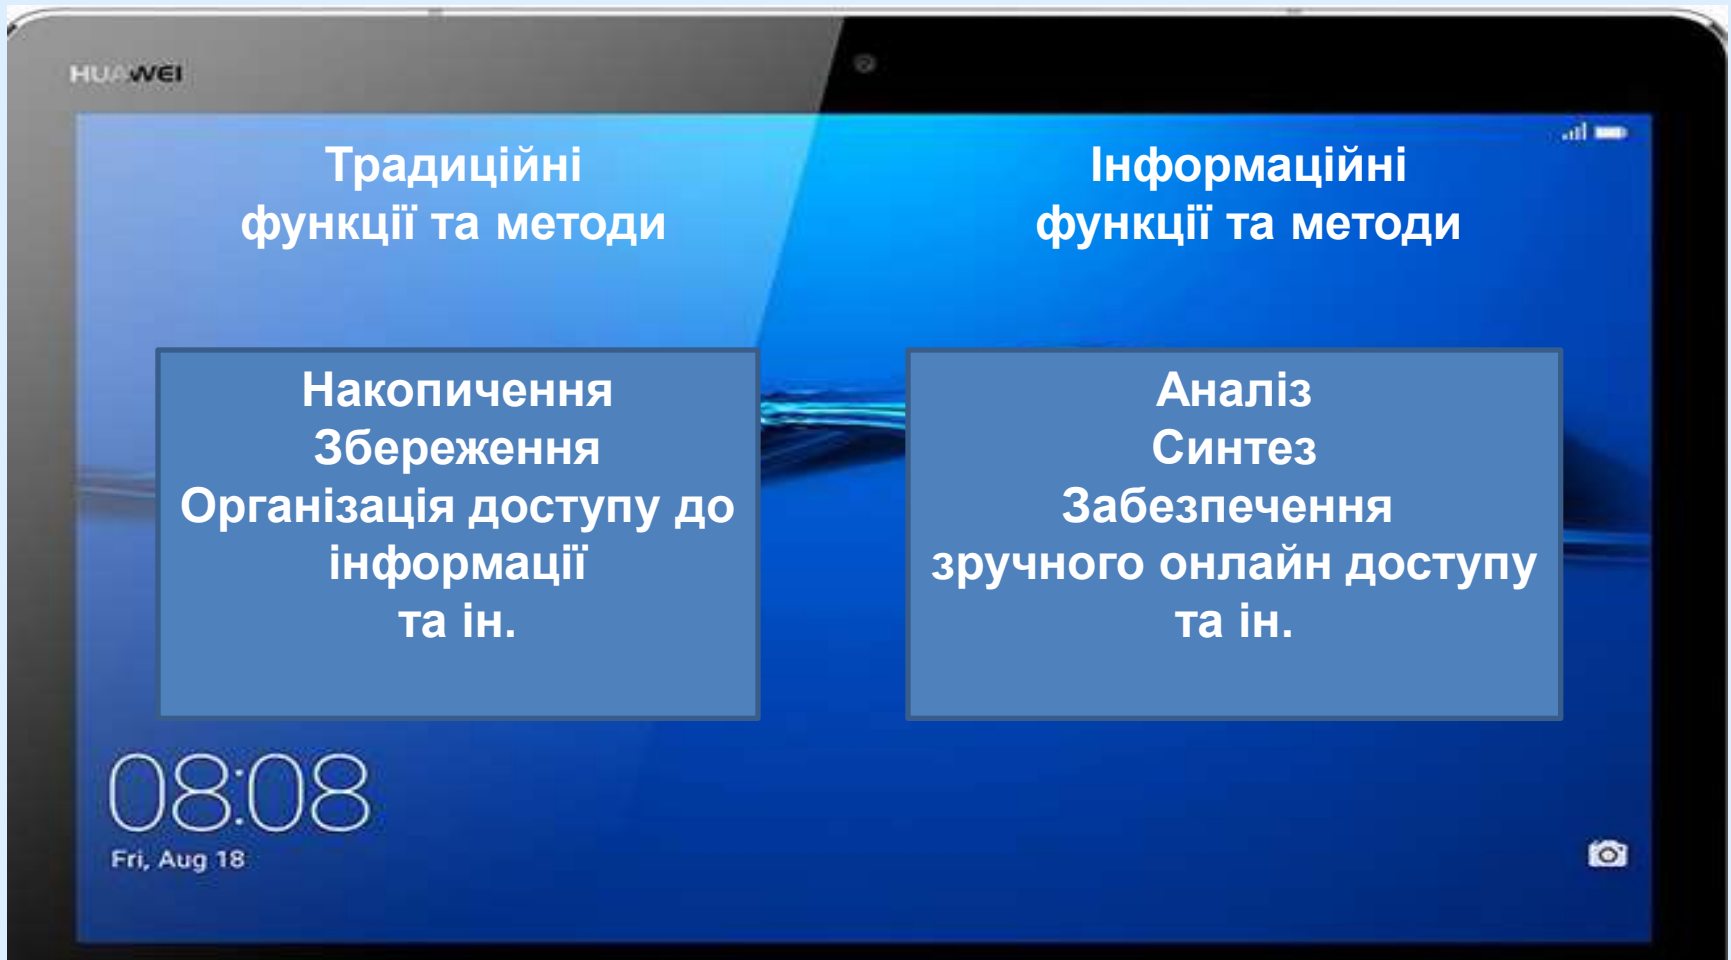 HUAWEI
Традиційні
функції та методи
Інформаційні
функції та методи
Накопичення
Збереження
Організація доступу до
інформації
та ін.
Аналіз
Синтез
Забезпечення
зручного онлайн доступу
та ін.
08:08
Fri, Aug 18